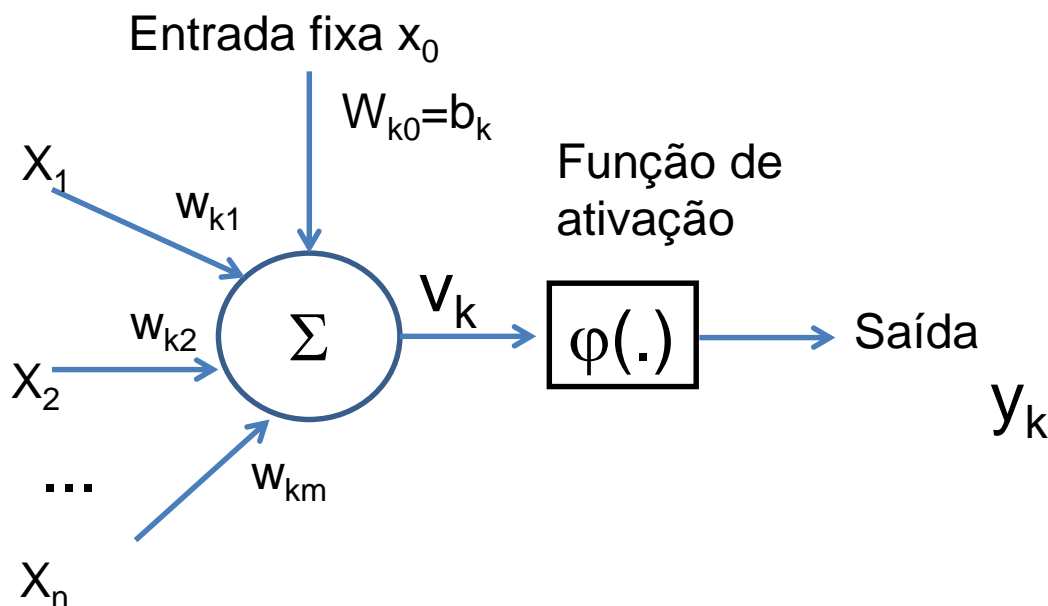 Entrada fixa x₀
Wₖ₀=bₖ
X₁
wₖ₁
Função de
ativação
wₖ₂
Σ
vₖ
φ(.)
Saída
X₂
yₖ
...
wₖₘ
Xₙ